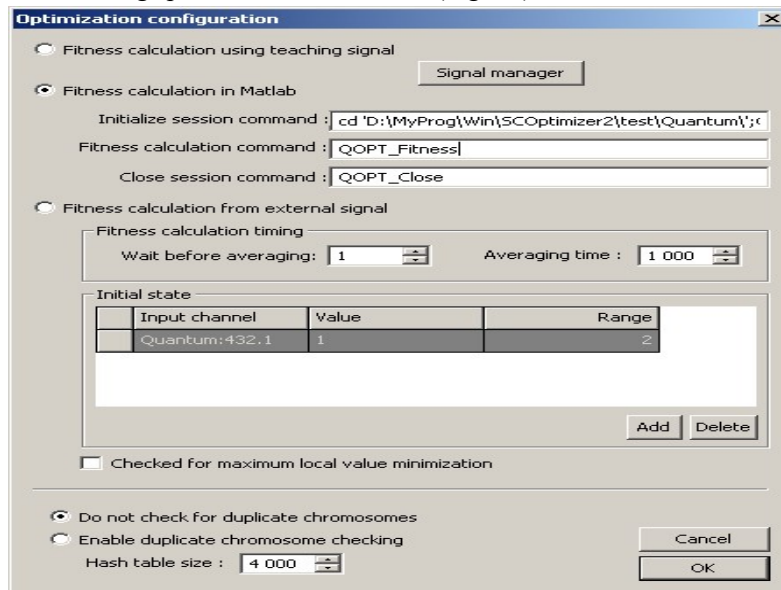 Optimization configuration
Fitness calculation using teaching signal
Signal manager
Fitness calculation in Matlab
Initialize session command : cd 'D:\MyProg\Win\SCOptimizer2\test\Quantum\';
Fitness calculation command : QOPT_Fitness
Close session command : QOPT_Close
Fitness calculation from external signal
Fitness calculation timing
Wait before averaging: 1 Averaging time : 1 000
Initial state
Input channel Value Range
Quantum:432.1 1 2
Add Delete
Checked for maximum local value minimization
Do not check for duplicate chromosomes
Enable duplicate chromosome checking Cancel
Hash table size : 4 000 OK